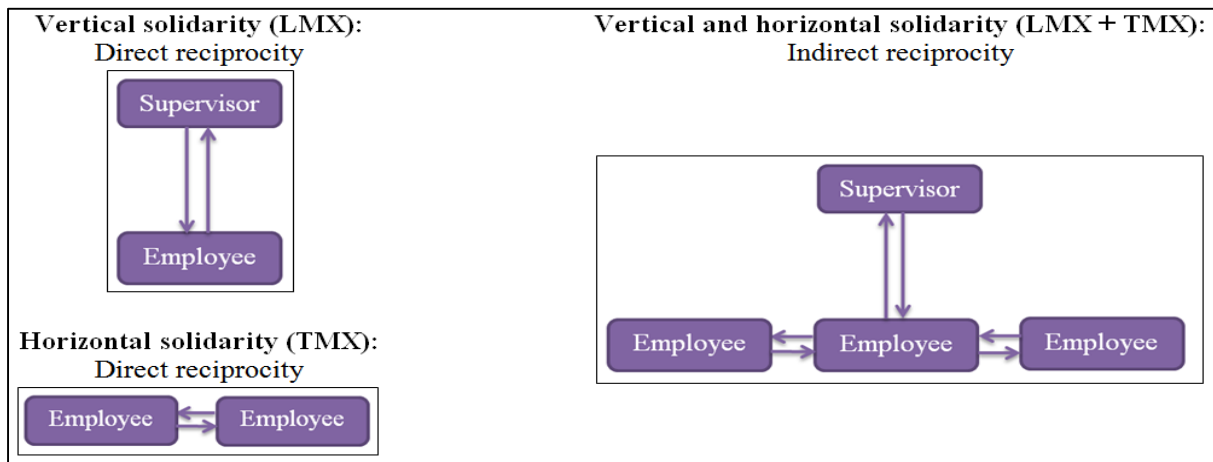 Vertical solidarity (LMX):
Direct reciprocity
Supervisor
Employee
Horizontal solidarity (TMX):
Direct reciprocity
Employee Employee
Vertical and horizontal solidarity (LMX + TMX):
Indirect reciprocity
Supervisor
Employee Employee Employee